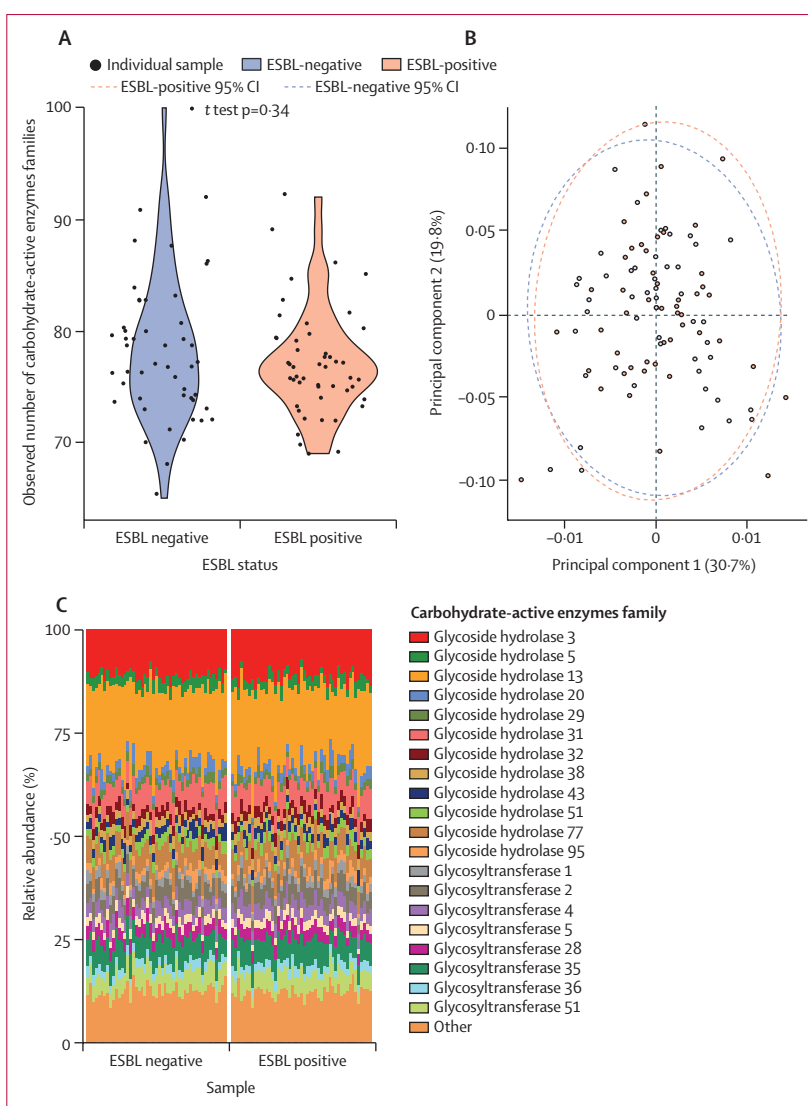 A
B
Individual sample ESBL-negative ESBL-positive
ESBL-positive 95% CI ESBL-negative 95% CI
t test p=0·34
Observed number of carbohydrate-active enzymes families
100
90
80
70
ESBL negative ESBL positive
ESBL status
Principal component 2 (19·8%)
0·10
0·05
0
−0·05
−0·10
−0·01 0 0·01
Principal component 1 (30·7%)
C
Relative abundance (%)
100
75
50
25
0
ESBL negative ESBL positive
Sample
Carbohydrate-active enzymes family
Glycoside hydrolase 3
Glycoside hydrolase 5
Glycoside hydrolase 13
Glycoside hydrolase 20
Glycoside hydrolase 29
Glycoside hydrolase 31
Glycoside hydrolase 32
Glycoside hydrolase 38
Glycoside hydrolase 43
Glycoside hydrolase 51
Glycoside hydrolase 77
Glycoside hydrolase 95
Glycosyltransferase 1
Glycosyltransferase 2
Glycosyltransferase 4
Glycosyltransferase 5
Glycosyltransferase 28
Glycosyltransferase 35
Glycosyltransferase 36
Glycosyltransferase 51
Other